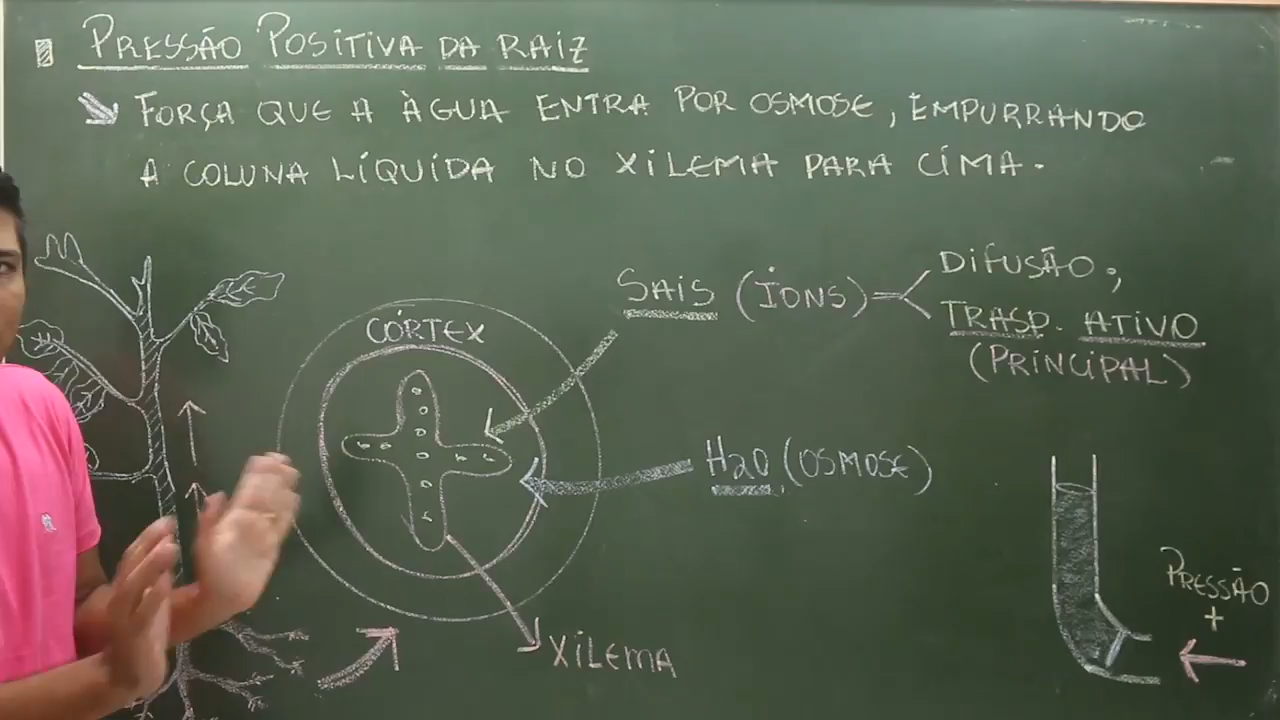 PRESSÃO POSITIVA DA RAIZ
FORÇA QUE A ÀGUA ENTRA POR OSMOSE, EMPURRANDO
A COLUNA LÍQUIDA NO XILEMA PARA CIMA.
SAIS (ÍONS)
DIFUSÃO;
TRASP. ATIVO
(PRINCIPAL)
CÓRTEX
H2O (OSMOSE)
XILEMA
PRESSÃO
+